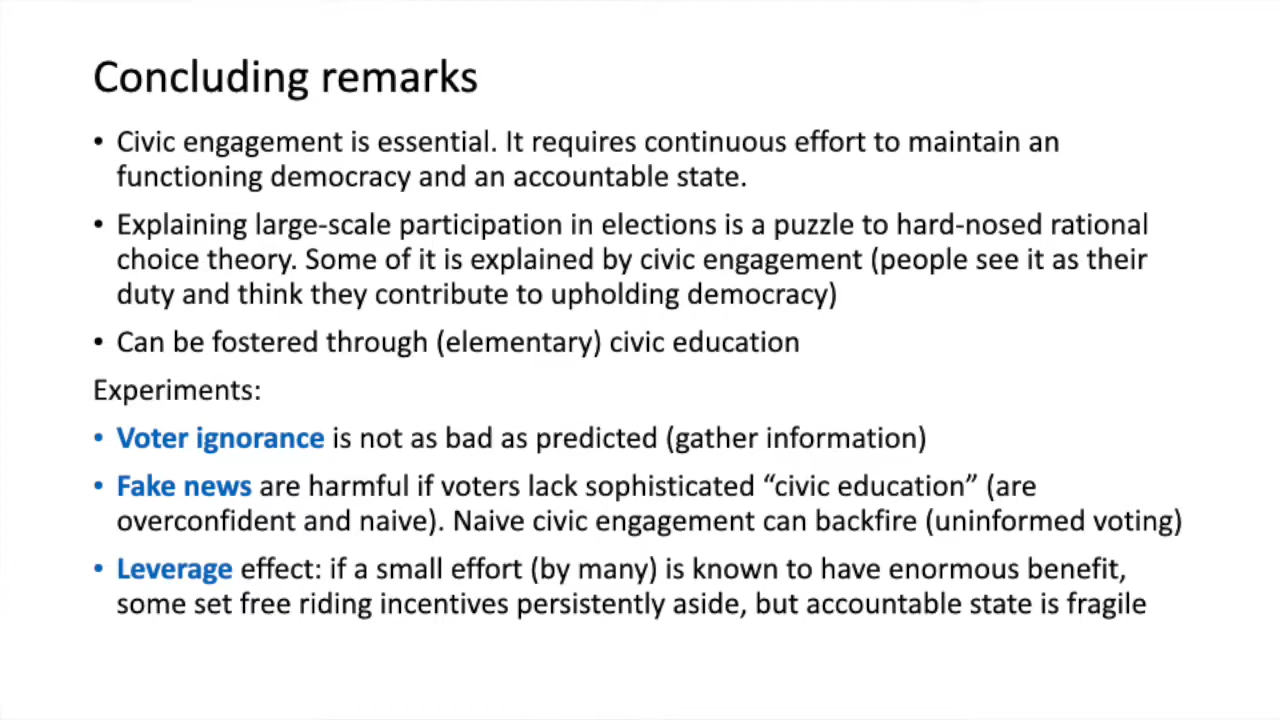 Concluding remarks
• Civic engagement is essential. It requires continuous effort to maintain an
functioning democracy and an accountable state.
• Explaining large-scale participation in elections is a puzzle to hard-nosed rational
choice theory. Some of it is explained by civic engagement (people see it as their
duty and think they contribute to upholding democracy)
• Can be fostered through (elementary) civic education
Experiments:
• Voter ignorance is not as bad as predicted (gather information)
• Fake news are harmful if voters lack sophisticated “civic education” (are
overconfident and naive). Naive civic engagement can backfire (uninformed voting)
• Leverage effect: if a small effort (by many) is known to have enormous benefit,
some set free riding incentives persistently aside, but accountable state is fragile